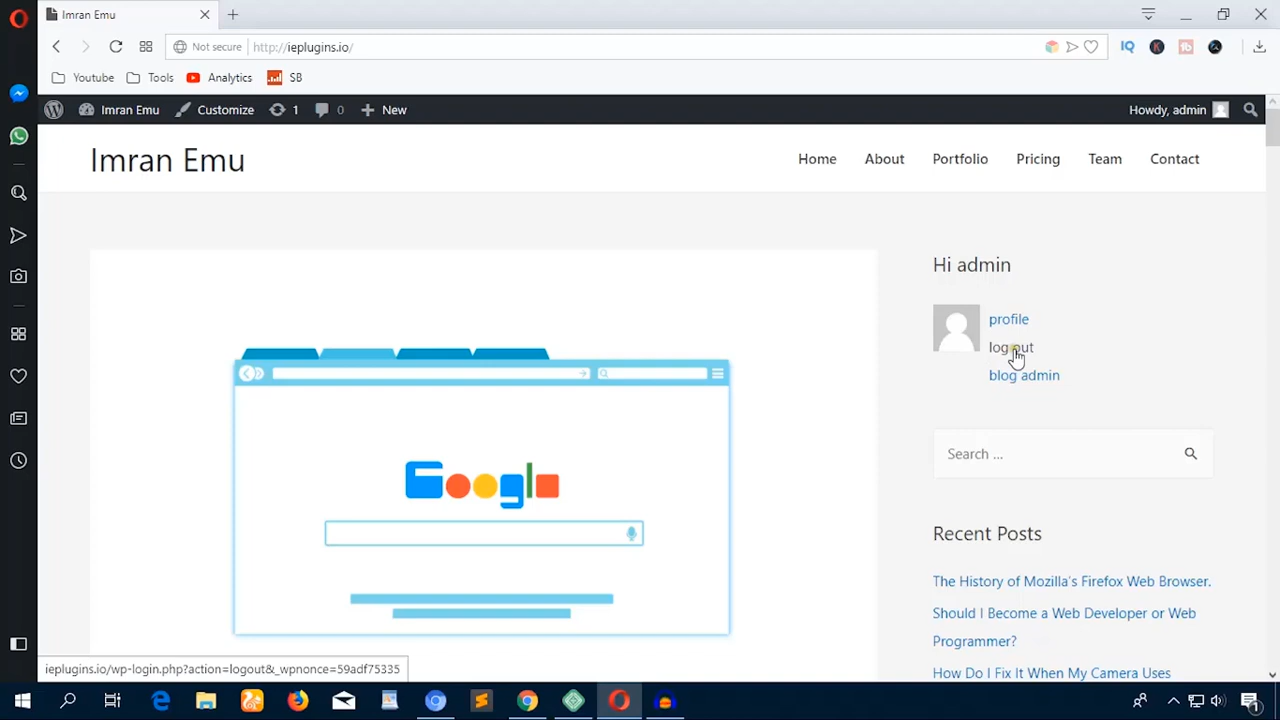 Imran Emu
Not secure http://ieplugins.io/
IQ
Youtube Tools Analytics SB
Imran Emu Customize 1 0 New Howdy, admin
Imran Emu
Home About Portfolio Pricing Team Contact
Hi admin
profile
logout
blog admin
Google
Search ...
Recent Posts
The History of Mozilla's Firefox Web Browser.
Should I Become a Web Developer or Web
Programmer?
How Do I Fix It When My Camera Uses
ieplugins.io/wp-login.php?action=logout&_wpnonce=59adf75335
1